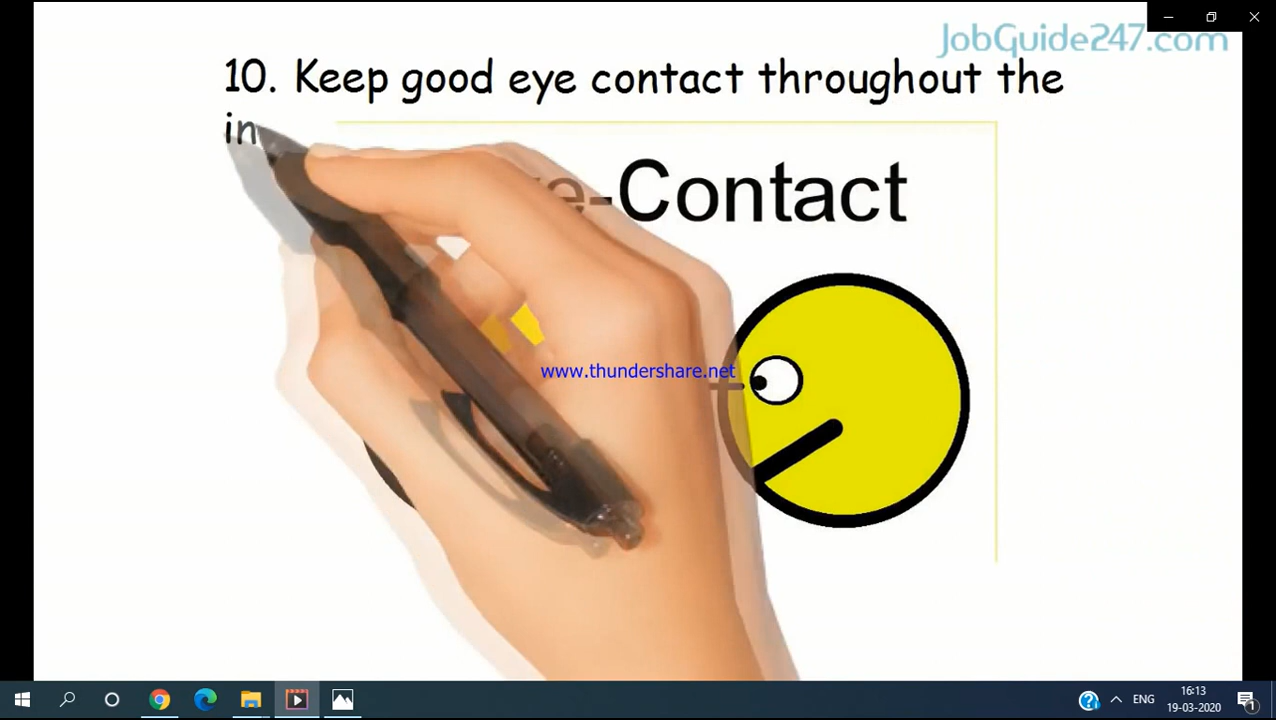 JobGuide247.com
10. Keep good eye contact throughout the
in
-Contact
www.thundershare.net
ENG
16:13
19-03-2020
1